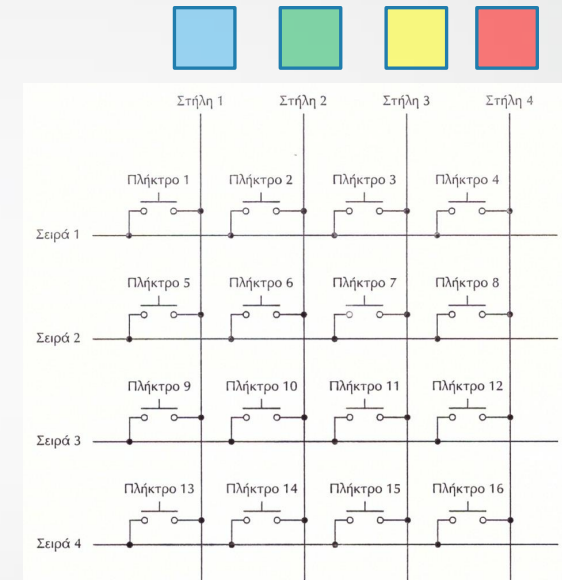 Στήλη 1 Στήλη 2 Στήλη 3 Στήλη 4
Πλήκτρο 1 Πλήκτρο 2 Πλήκτρο 3 Πλήκτρο 4
Σειρά 1
Πλήκτρο 5 Πλήκτρο 6 Πλήκτρο 7 Πλήκτρο 8
Σειρά 2
Πλήκτρο 9 Πλήκτρο 10 Πλήκτρο 11 Πλήκτρο 12
Σειρά 3
Πλήκτρο 13 Πλήκτρο 14 Πλήκτρο 15 Πλήκτρο 16
Σειρά 4